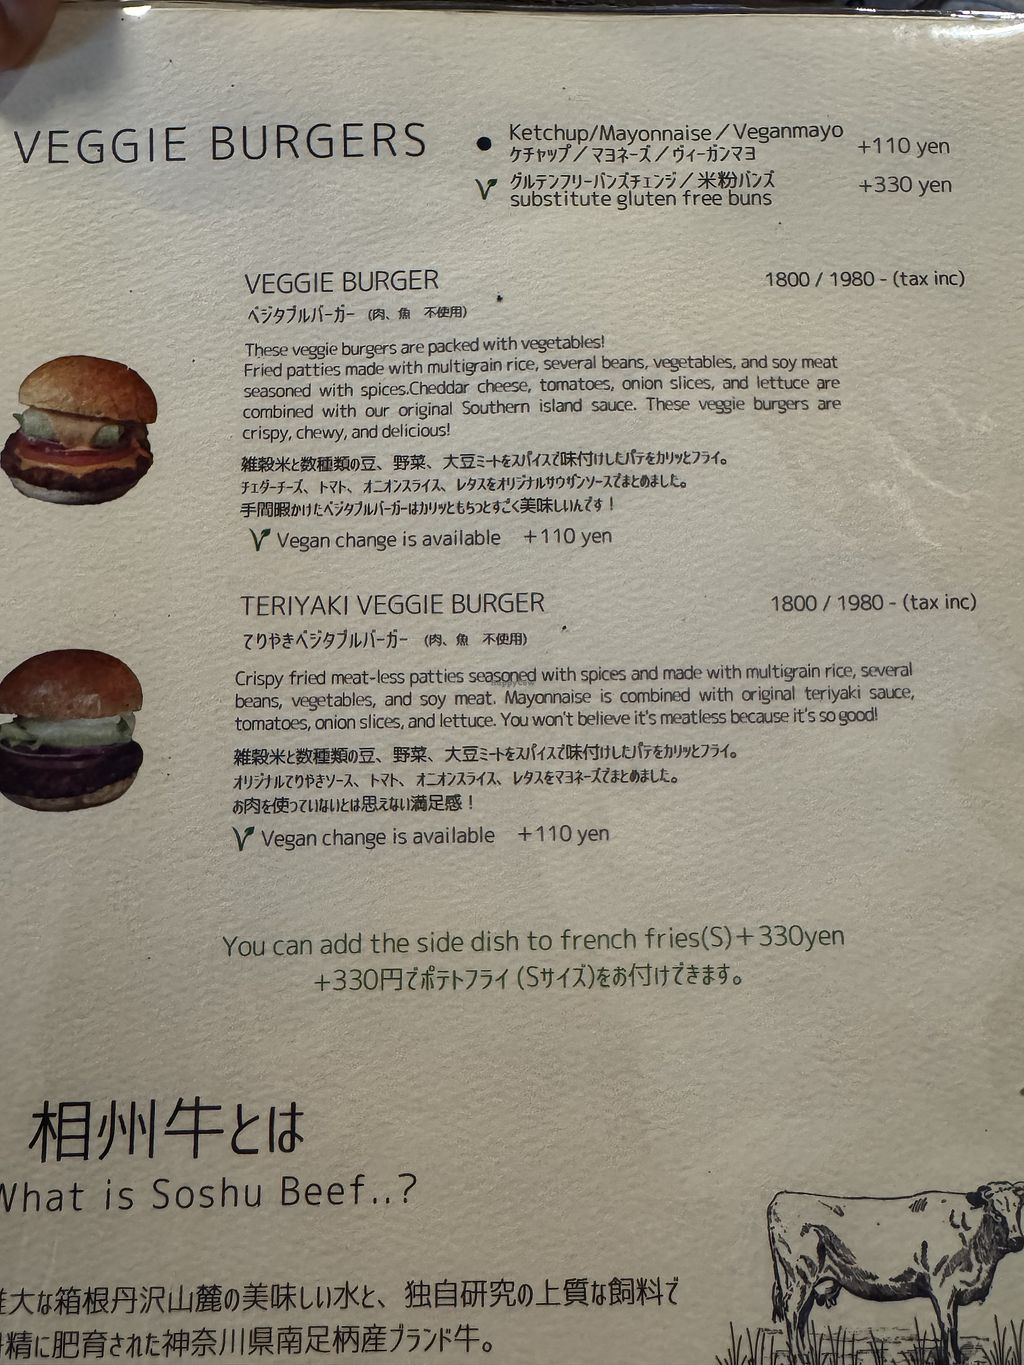 VEGGIE BURGERS
● Ketchup/Mayonnaise／Veganmayo +110 yen
ケチャップ／マヨネーズ／ヴィーガンマヨ
グルテンフリーバンズチェンジ／米粉バンズ +330 yen
substitute gluten free buns
VEGGIE BURGER 1800 / 1980 - (tax inc)
ベジタブルバーガー (肉、魚 不使用)
These veggie burgers are packed with vegetables!
Fried patties made with multigrain rice, several beans, vegetables, and soy meat
seasoned with spices.Cheddar cheese, tomatoes, onion slices, and lettuce are
combined with our original Southern island sauce. These veggie burgers are
crispy, chewy, and delicious!
雑穀米と数種類の豆、野菜、大豆ミートをスパイスで味付けしたパテをカリッとフライ。
チェダーチーズ、トマト、オニオンスライス、レタスをオリジナルサウザンソースでまとめました。
手間暇かけたベジタブルバーガーはカリッともちっとすごく美味しいんです！
Vegan change is available +110 yen
TERIYAKI VEGGIE BURGER 1800 / 1980 - (tax inc)
てりやきベジタブルバーガー (肉、魚 不使用)
Crispy fried meat-less patties seasoned with spices and made with multigrain rice, several
beans, vegetables, and soy meat. Mayonnaise is combined with original teriyaki sauce,
tomatoes, onion slices, and lettuce. You won't believe it's meatless because it's so good!
雑穀米と数種類の豆、野菜、大豆ミートをスパイスで味付けしたパテをカリッとフライ。
オリジナルてりやきソース、トマト、オニオンスライス、レタスをマヨネーズでまとめました。
お肉を使っていないとは思えない満足感！
Vegan change is available +110 yen
You can add the side dish to french fries(S)+330yen
+330円でポテトフライ (Sサイズ)をお付けできます。
相州牛とは
What is Soshu Beef..?
大な箱根丹沢山麓の美味しい水と、独自研究の上質な飼料で
精に肥育された神奈川県南足柄産ブランド牛。